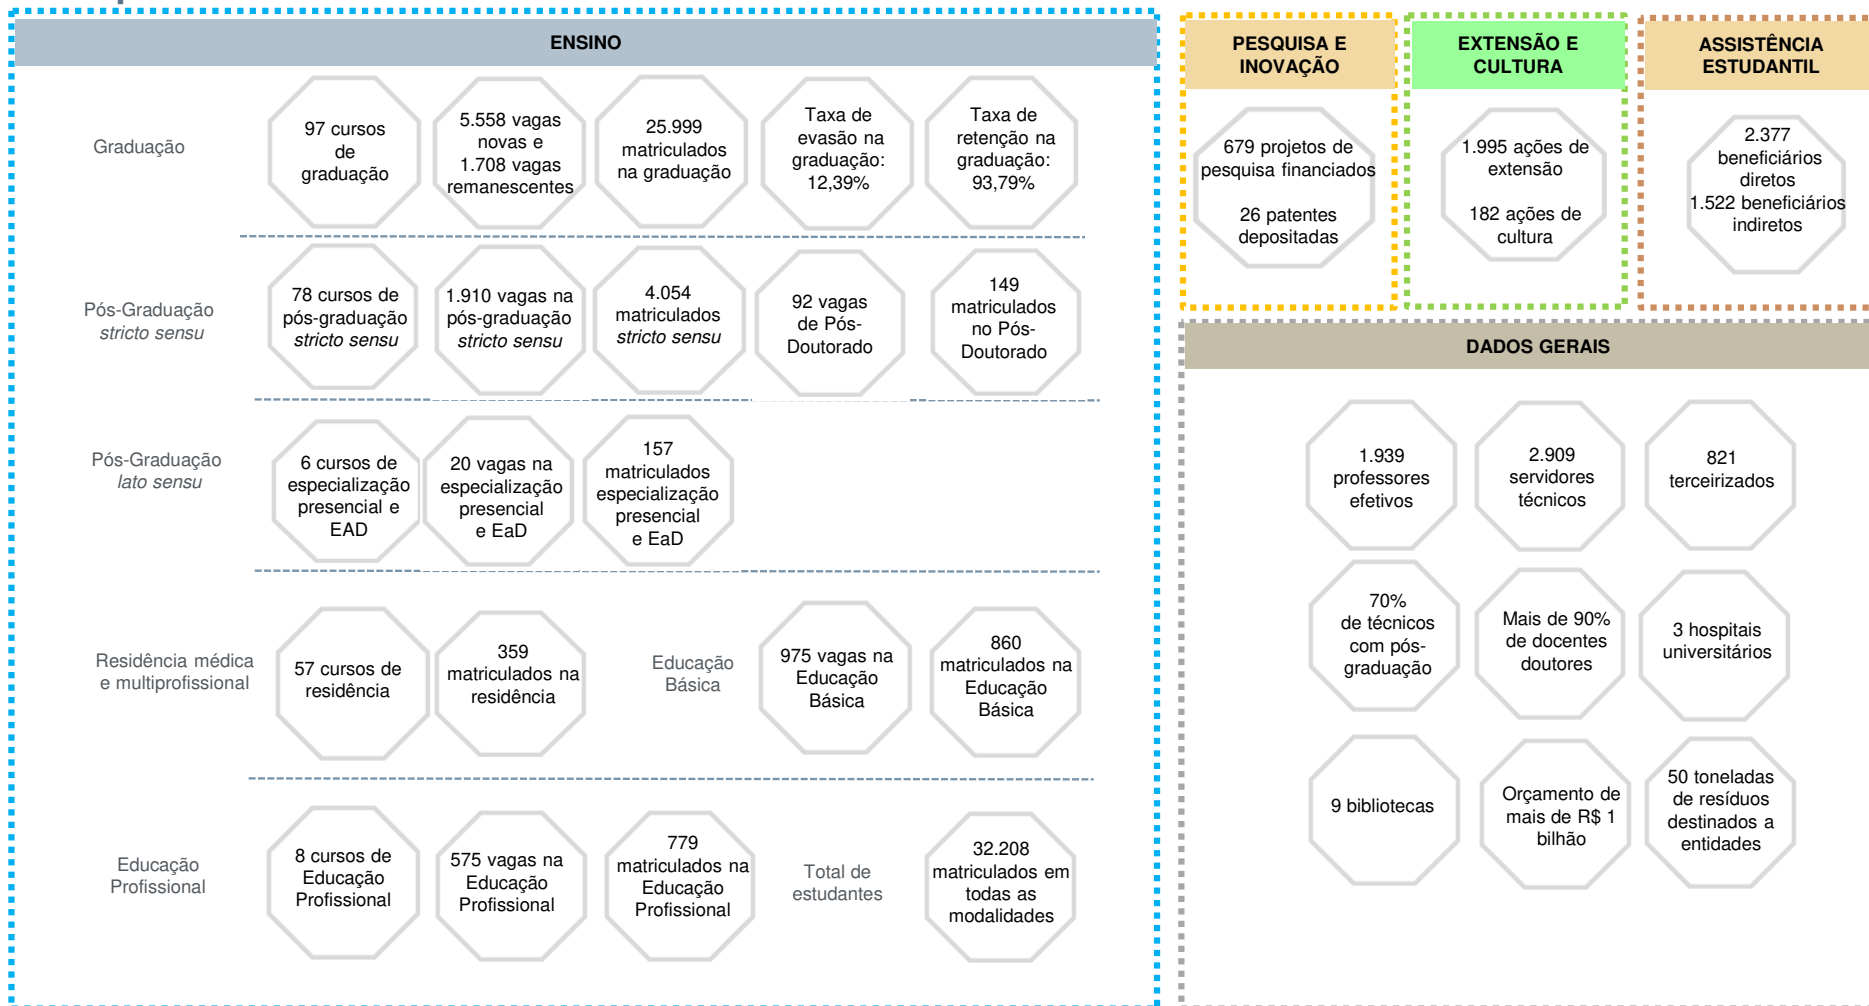 ENSINO
Graduação
97 cursos
de
graduação
5.558 vagas
novas e
1.708 vagas
remanescentes
25.999
matriculados
na graduação
Taxa de
evasão na
graduação:
12,39%
Taxa de
retenção na
graduação:
93,79%
Pós-Graduação
stricto sensu
78 cursos de
pós-graduação
stricto sensu
1.910 vagas na
pós-graduação
stricto sensu
4.054
matriculados
stricto sensu
92 vagas
de Pós-
Doutorado
149
matriculados
no Pós-
Doutorado
Pós-Graduação
lato sensu
6 cursos de
especialização
presencial e
EAD
20 vagas na
especialização
presencial
e EaD
157
matriculados
especialização
presencial
e EaD
Residência médica
e multiprofissional
57 cursos de
residência
359
matriculados na
residência
Educação
Básica
975 vagas na
Educação
Básica
860
matriculados na
Educação
Básica
Educação
Profissional
8 cursos de
Educação
Profissional
575 vagas na
Educação
Profissional
779
matriculados na
Educação
Profissional
Total de
estudantes
32.208
matriculados em
todas as
modalidades
PESQUISA E
INOVAÇÃO
679 projetos de
pesquisa financiados
26 patentes
depositadas
EXTENSÃO E
CULTURA
1.995 ações de
extensão
182 ações de
cultura
ASSISTÊNCIA
ESTUDANTIL
2.377
beneficiários
diretos
1.522 beneficiários
indiretos
DADOS GERAIS
1.939
professores
efetivos
2.909
servidores
técnicos
821
terceirizados
70%
de técnicos
com pós-
graduação
Mais de 90%
de docentes
doutores
3 hospitais
universitários
9 bibliotecas
Orçamento de
mais de R$ 1
bilhão
50 toneladas
de resíduos
destinados a
entidades